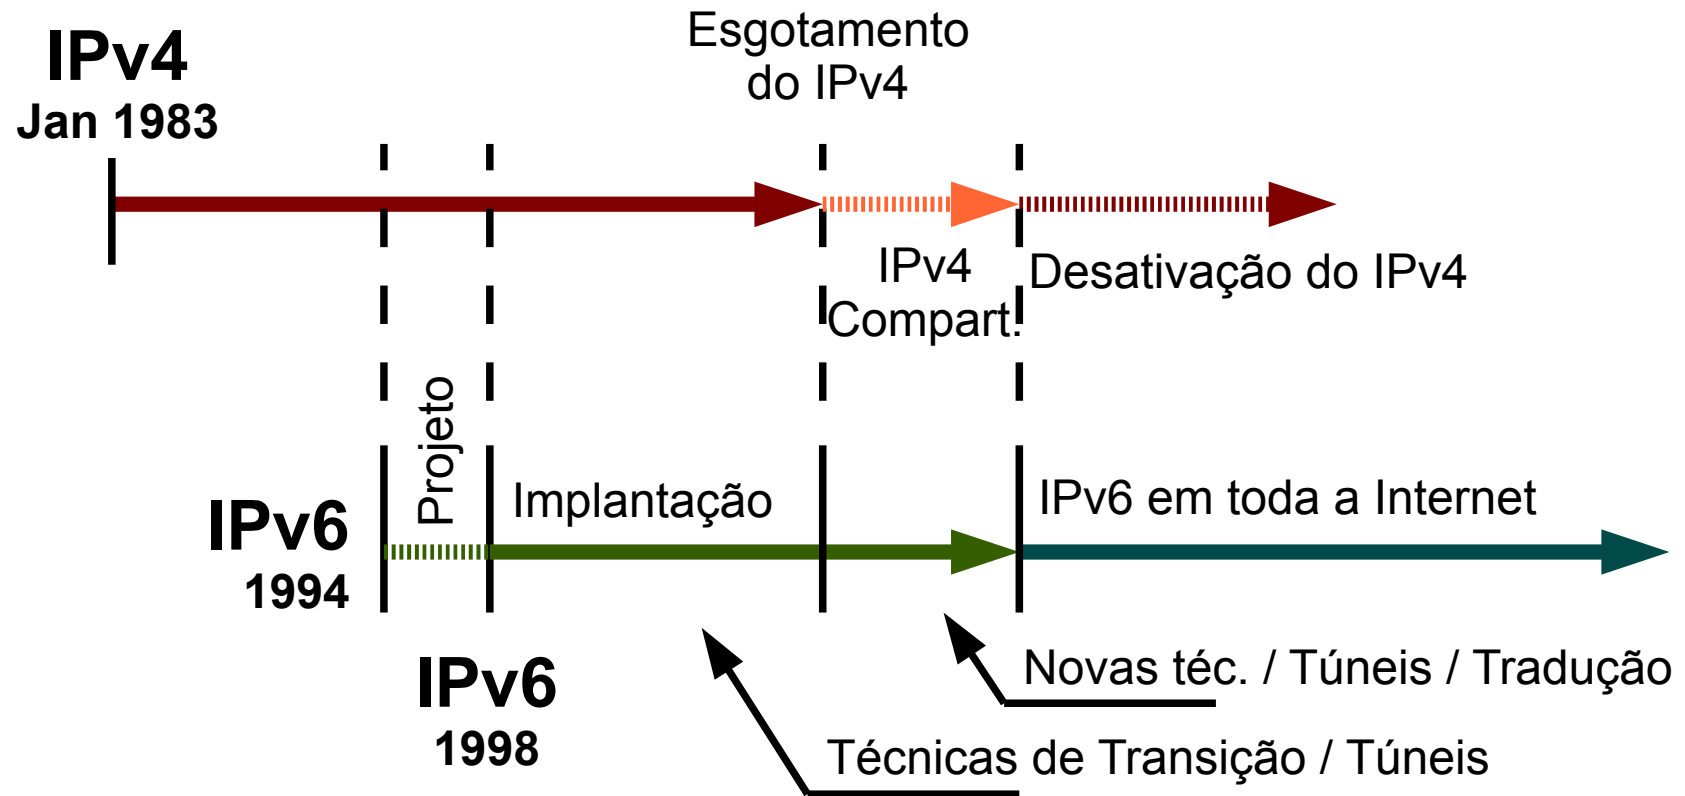 IPv4
Jan 1983
Esgotamento
do IPv4
IPv4
Compart.
Desativação do IPv4
Projeto
IPv6
1994
Implantação
IPv6 em toda a Internet
IPv6
1998
Novas téc. / Túneis / Tradução
Técnicas de Transição / Túneis